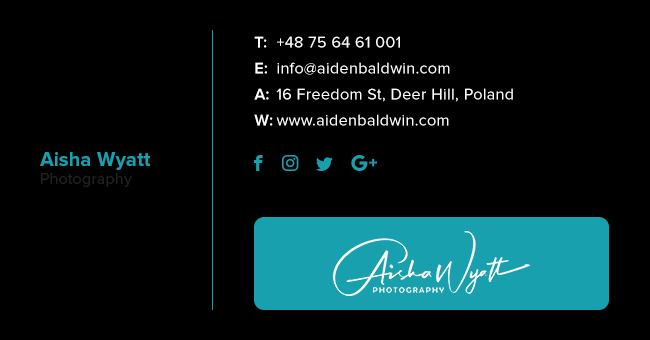 Aisha Wyatt
Photography
T: +48 75 64 61 001
E: info@aidenbaldwin.com
A: 16 Freedom St, Deer Hill, Poland
W: www.aidenbaldwin.com
Aisha Wyatt
PHOTOGRAPHY